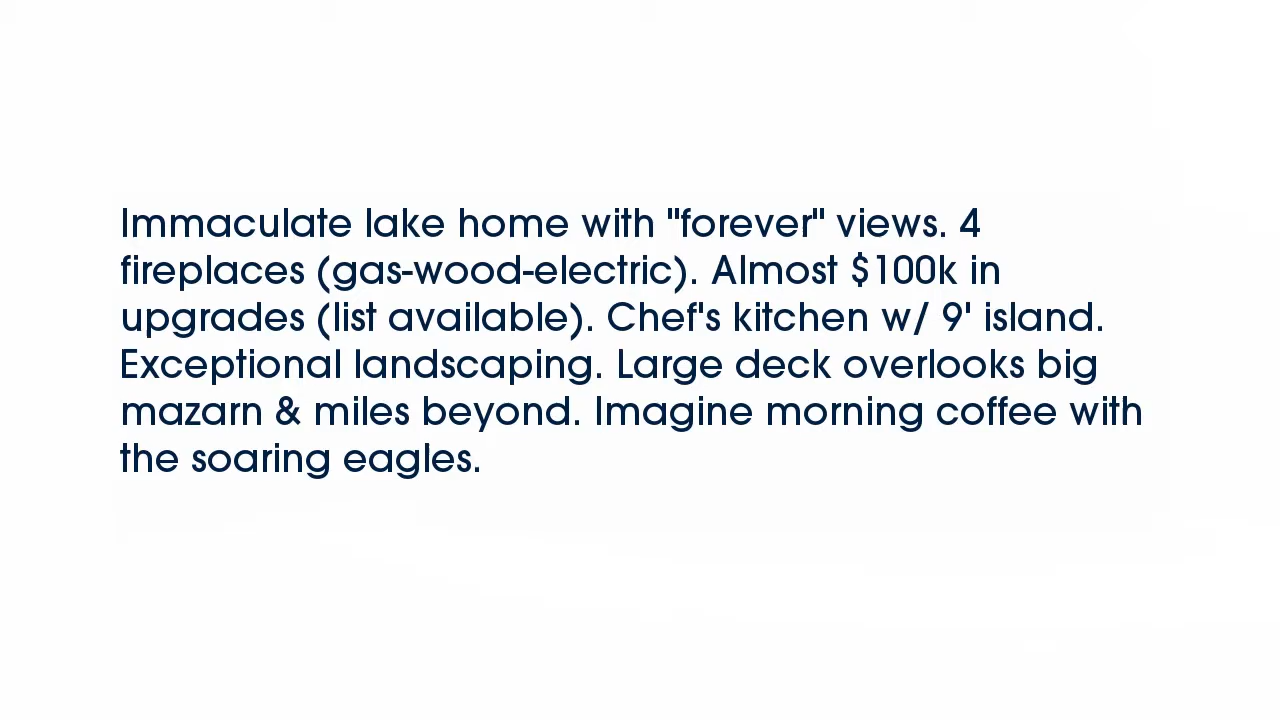 Immaculate lake home with "forever" views. 4
fireplaces (gas-wood-electric). Almost $100k in
upgrades (list available). Chef's kitchen w/ 9' island.
Exceptional landscaping. Large deck overlooks big
mazarn & miles beyond. Imagine morning coffee with
the soaring eagles.